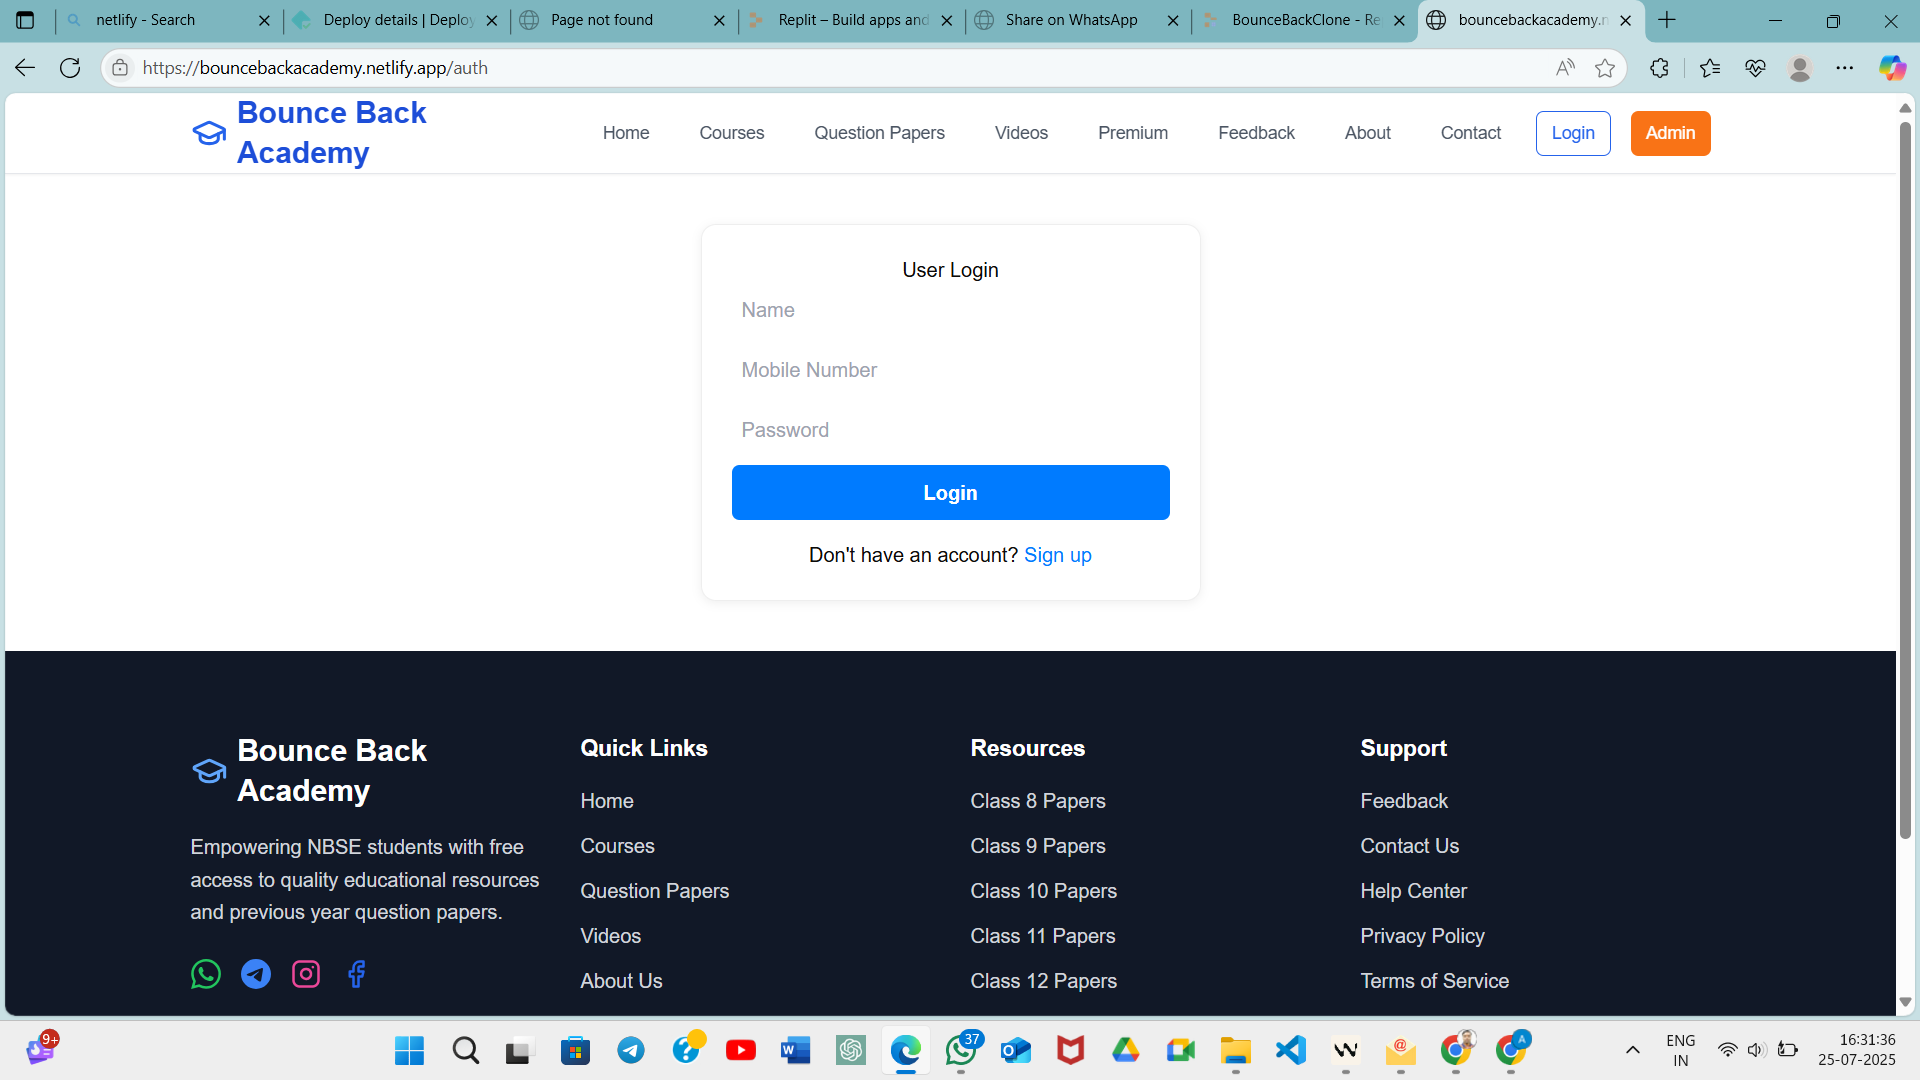 netlify - Search
Deploy details | Deploy
Page not found
Replit – Build apps and
Share on WhatsApp
BounceBackClone - Re
bouncebackacademy.n
https://bouncebackacademy.netlify.app/auth
Bounce Back
Academy
Home
Courses
Question Papers
Videos
Premium
Feedback
About
Contact
Login
Admin
User Login
Name
Mobile Number
Password
Login
Don't have an account? Sign up
Bounce Back
Academy
Empowering NBSE students with free
access to quality educational resources
and previous year question papers.
Quick Links
Home
Courses
Question Papers
Videos
About Us
Resources
Class 8 Papers
Class 9 Papers
Class 10 Papers
Class 11 Papers
Class 12 Papers
Support
Feedback
Contact Us
Help Center
Privacy Policy
Terms of Service
9+
37
A
ENG
IN
16:31:36
25-07-2025